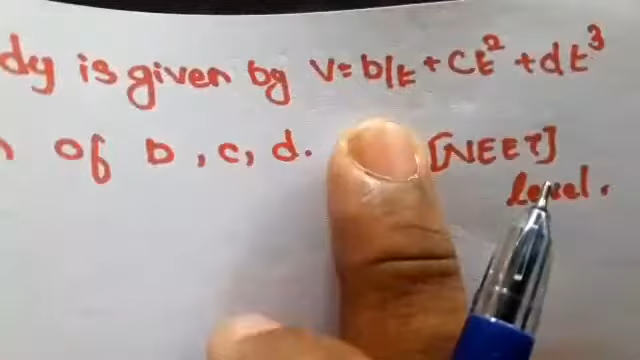 dy is given by v = b/t + ct² + dt³
n of b, c, d. [NEET]
level.